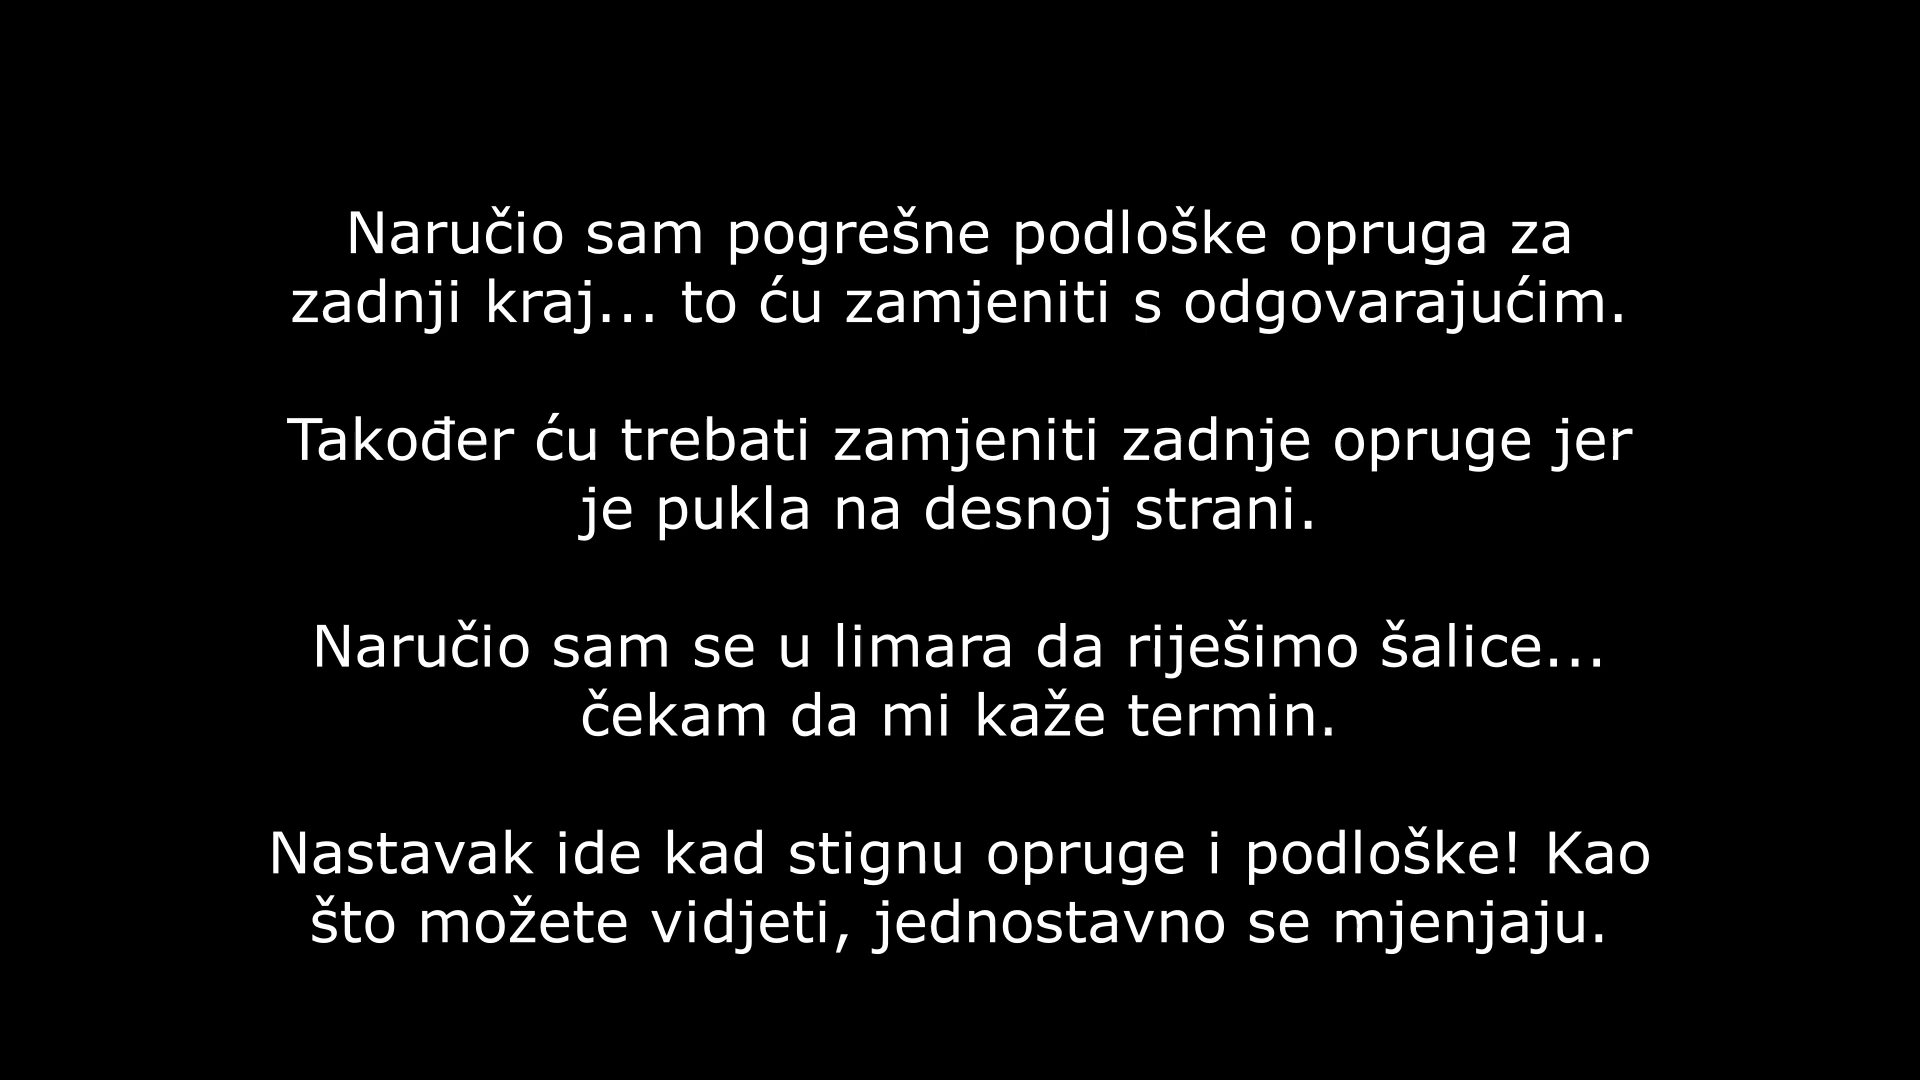 Naručio sam pogrešne podloške opruga za
zadnji kraj... to ću zamjeniti s odgovarajućim.
Također ću trebati zamjeniti zadnje opruge jer
je pukla na desnoj strani.
Naručio sam se u limara da riješimo šalice...
čekam da mi kaže termin.
Nastavak ide kad stignu opruge i podloške! Kao
što možete vidjeti, jednostavno se mjenjaju.